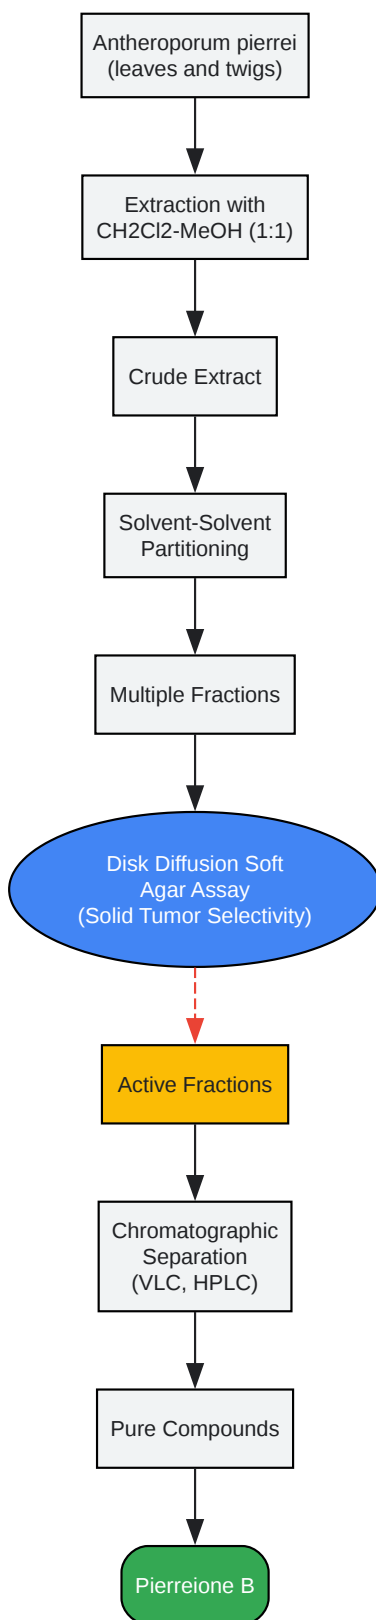 Antheroporum pierrei
(leaves and twigs)
Extraction with
CH2Cl2-MeOH (1:1)
Crude Extract
Solvent-Solvent
Partitioning
Multiple Fractions
Disk Diffusion Soft
Agar Assay
(Solid Tumor Selectivity)
Active Fractions
Chromatographic
Separation
(VLC, HPLC)
Pure Compounds
Pierreione B